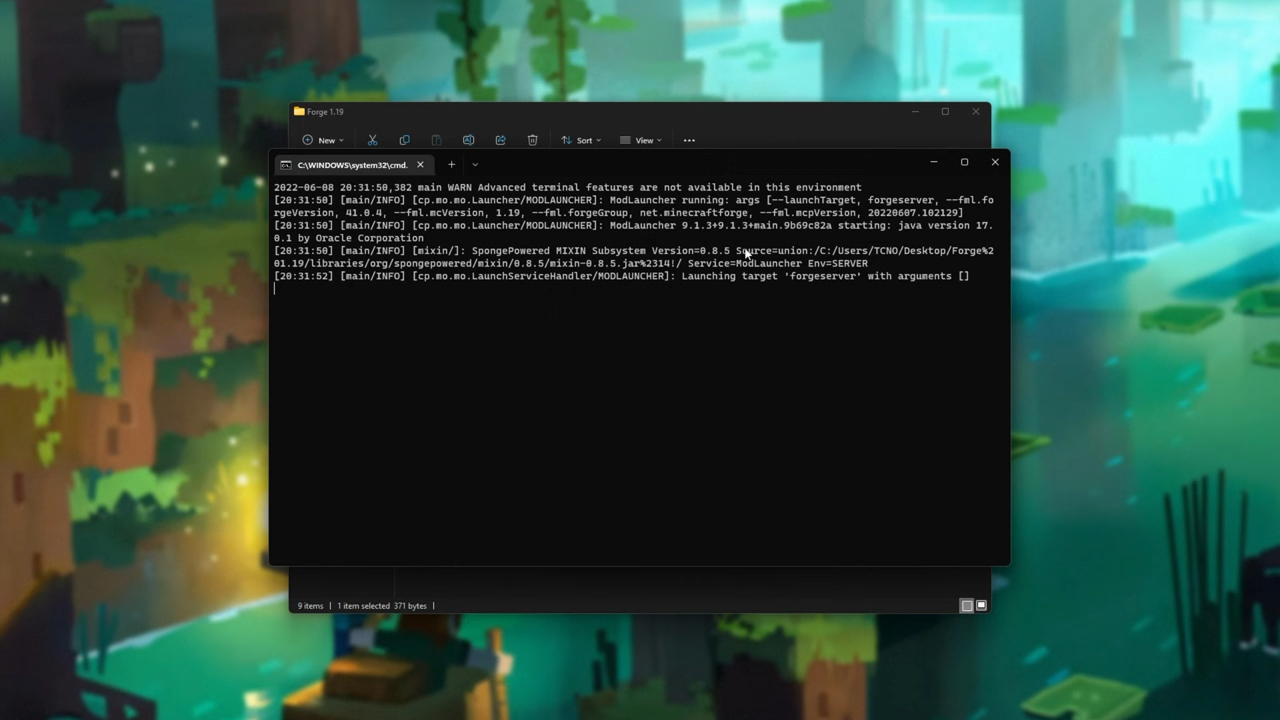 Forge 1.19
New
Sort
View
C:\WINDOWS\system32\cmd.
2022-06-08 20:31:50,382 main WARN Advanced terminal features are not available in this environment
[20:31:50] [main/INFO] [cp.mo.mo.Launcher/MODLAUNCHER]: ModLauncher running: args [--launchTarget, forgeserver, --fml.fo
rgeVersion, 41.0.4, --fml.mcVersion, 1.19, --fml.forgeGroup, net.minecraftforge, --fml.mcpVersion, 20220607.102129]
[20:31:50] [main/INFO] [cp.mo.mo.Launcher/MODLAUNCHER]: ModLauncher 9.1.3+9.1.3+main.9b69c82a starting: java version 17.
0.1 by Oracle Corporation
[20:31:50] [main/INFO] [mixin/]: SpongePowered MIXIN Subsystem Version=0.8.5 Source=union:/C:/Users/TCNO/Desktop/Forge%2
01.19/libraries/org/spongepowered/mixin/0.8.5/mixin-0.8.5.jar%2314!/ Service=ModLauncher Env=SERVER
[20:31:52] [main/INFO] [cp.mo.mo.LaunchServiceHandler/MODLAUNCHER]: Launching target 'forgeserver' with arguments []
9 items | 1 item selected 371 bytes |